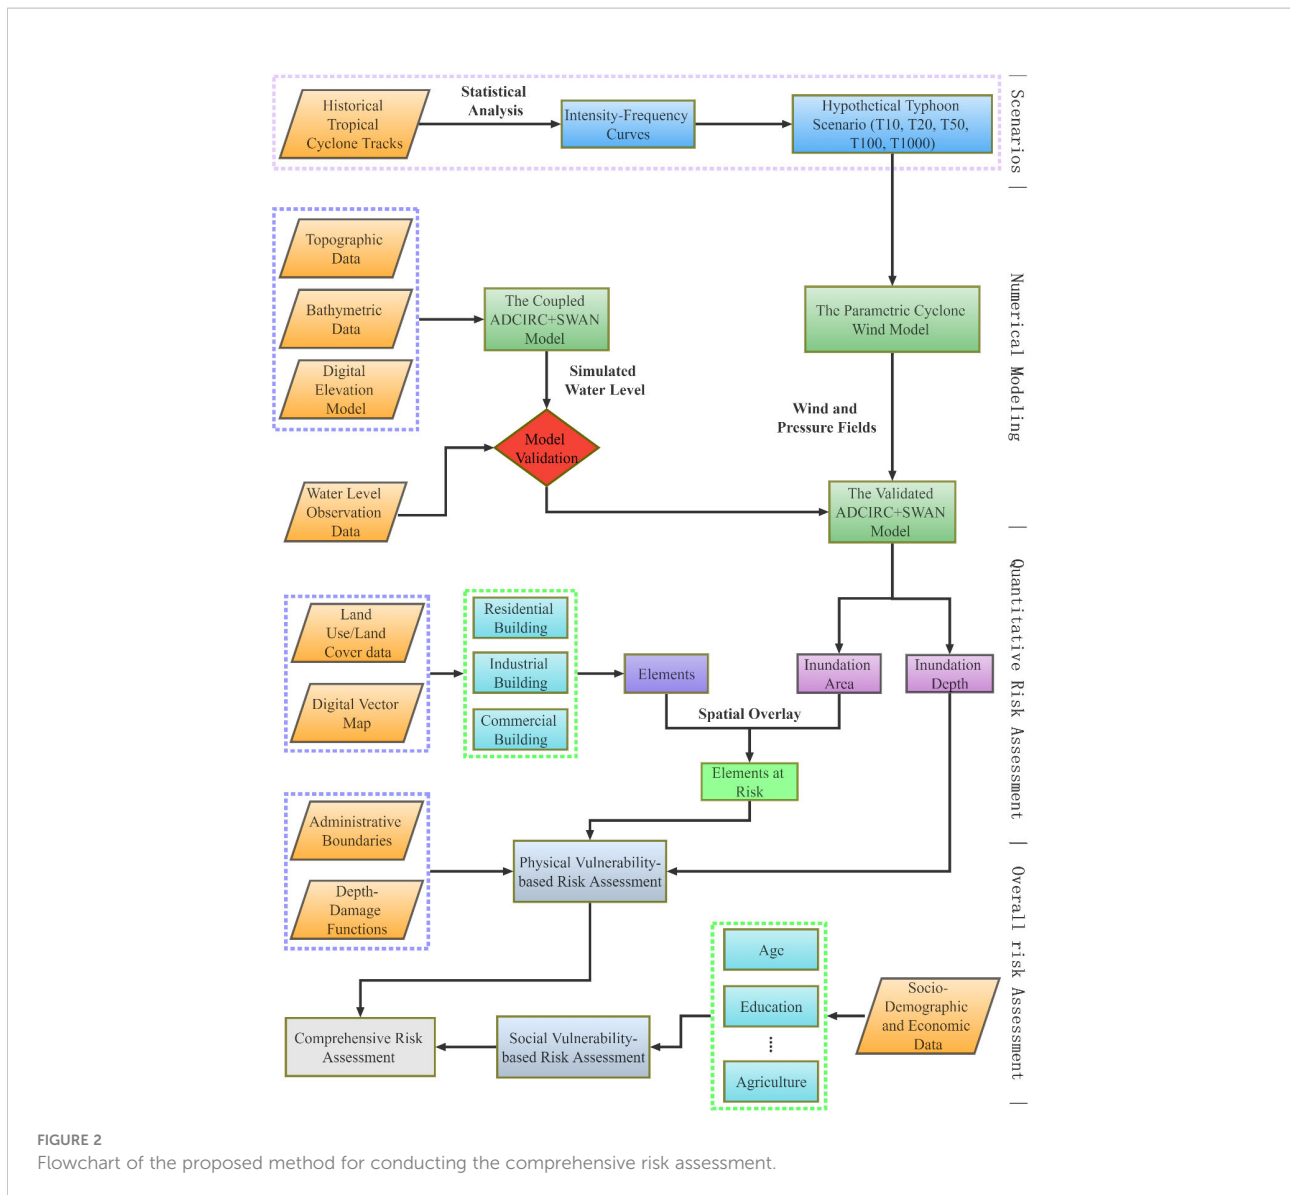 Historical
Tropical
Cyclone Tracks
Statistical
Analysis
Intensity-Frequency
Curves
Hypothetical Typhoon
Scenario (T10, T20, T50,
T100, T1000)
Scenarios
Topographic
Data
Bathymetric
Data
Digital
Elevation
Model
The Coupled
ADCIRC+SWAN
Model
Simulated
Water Level
The Parametric Cyclone
Wind Model
Wind and
Pressure Fields
Numerical Modeling
Model
Validation
Water Level
Observation
Data
The Validated
ADCIRC+SWAN
Model
Land
Use/Land
Cover data
Digital Vector
Map
Residential
Building
Industrial
Building
Commercial
Building
Elements
Inundation
Area
Inundation
Depth
Spatial Overlay
Elements at
Risk
Quantitative Risk Assessment
Administrative
Boundaries
Depth-
Damage
Functions
Physical Vulnerability-
based Risk Assessment
Age
Education
Agriculture
Socio-
Demographic
and Economic
Data
Social Vulnerability-
based Risk Assessment
Comprehensive Risk
Assessment
Overall risk Assessment
FIGURE 2
Flowchart of the proposed method for conducting the comprehensive risk assessment.